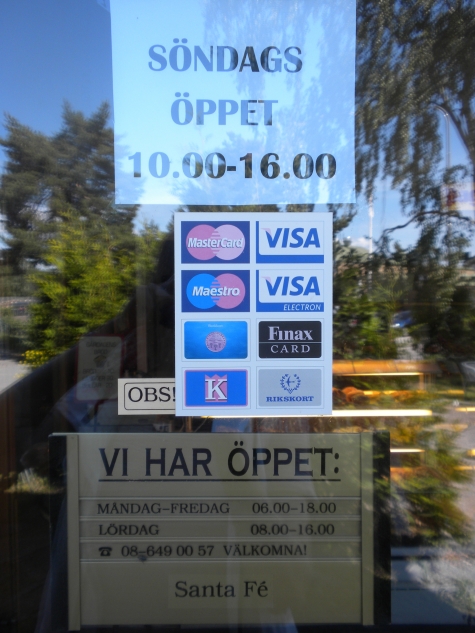 SÖNDAGS
ÖPPET
10.00-16.00
MasterCard VISA
Maestro VISA
ELECTRON
Finax
CARD
K RIKSKORT
OBS!
VI HAR ÖPPET:
MÅNDAG–FREDAG 06.00–18.00
LÖRDAG 08.00–16.00
☎ 08–649 00 57 VÄLKOMNA!
Santa Fé